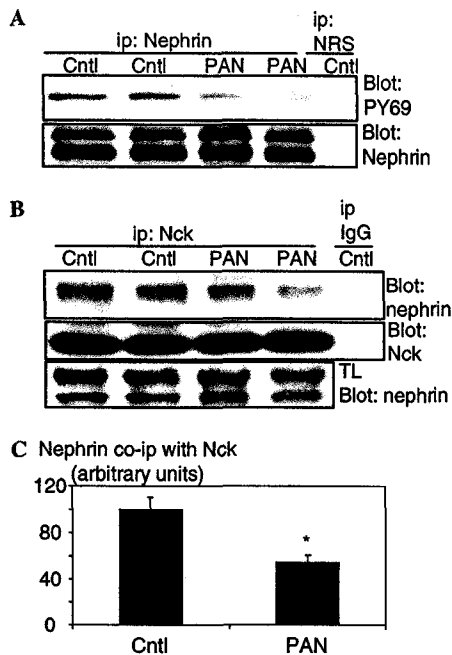 A
ip: Nephrin
ip:
NRS
Cntl Cntl PAN PAN Cntl
Blot:
PY69
Blot:
Nephrin
B
ip: Nck
ip
IgG
Cntl Cntl PAN PAN Cntl
Blot:
nephrin
Blot:
Nck
TL
Blot: nephrin
C Nephrin co-ip with Nck
(arbitrary units)
120
80
40
0
*
Cntl PAN